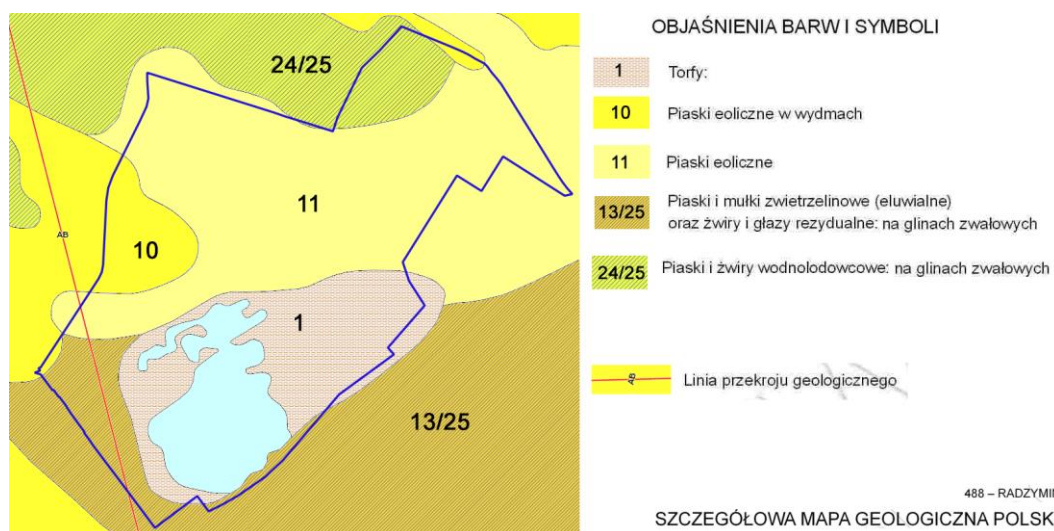 24/25
11
AB
10
1
13/25
OBJAŚNIENIA BARW I SYMBOLI
1 Torfy:
10 Piaski eoliczne w wydmach
11 Piaski eoliczne
13/25 Piaski i mułki zwietrzelinowe (eluwialne)
oraz żwiry i głazy rezydualne: na glinach zwałowych
24/25 Piaski i żwiry wodnolodowcowe: na glinach zwałowych
AB Linia przekroju geologicznego
488 – RADZYMI
SZCZEGÓŁOWA MAPA GEOLOGICZNA POLSK